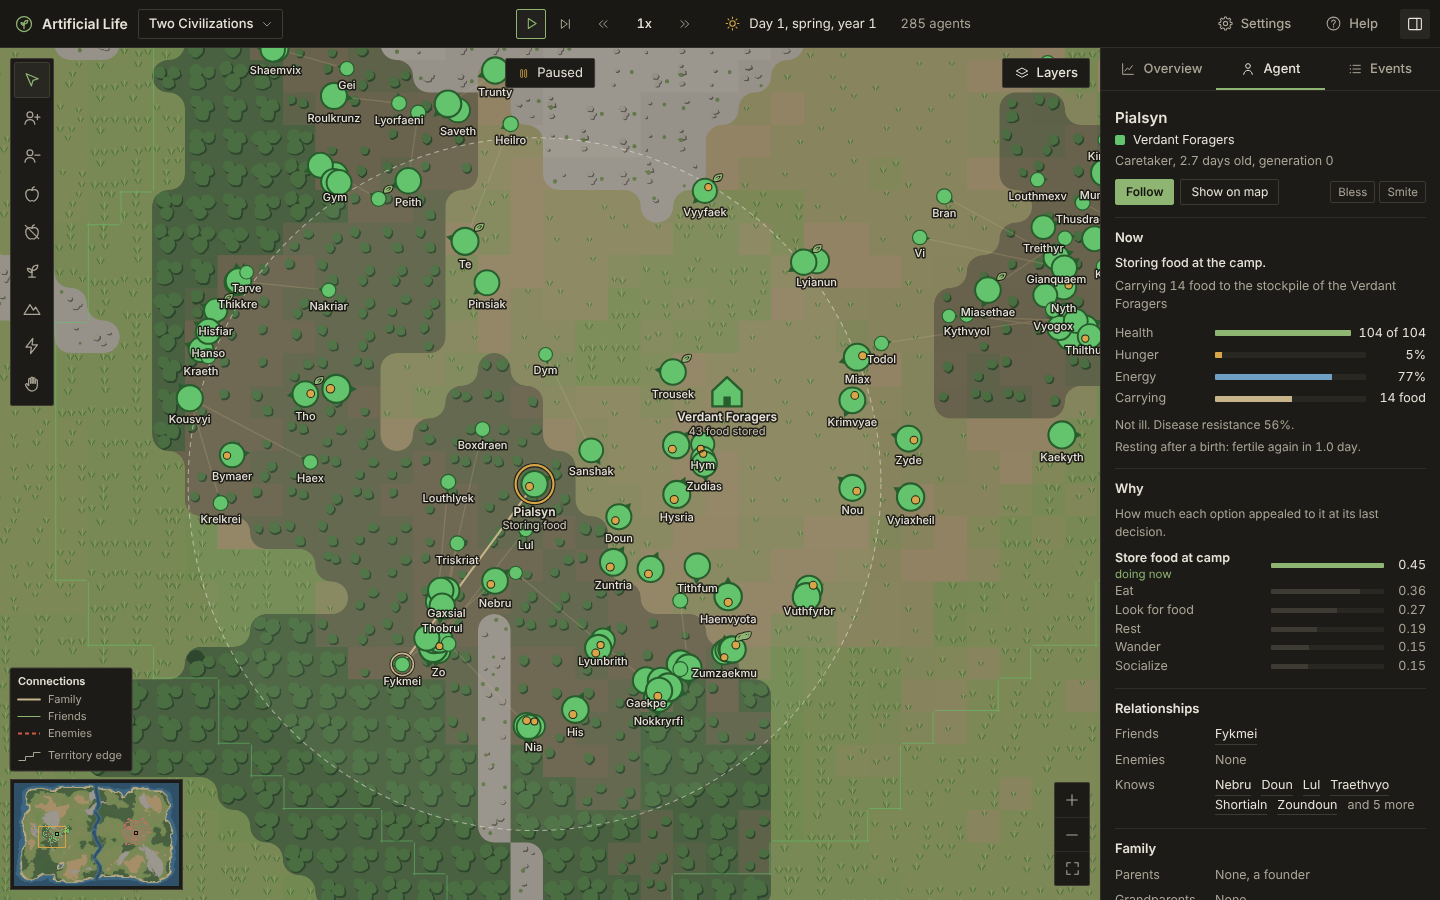 Artificial Life
Two Civilizations
1x
Day 1, spring, year 1
285 agents
Settings
Help
Paused
Layers
Overview
Agent
Events
Shaemvix
Gei
Trunty
Roulkrunz
Lyorfaeni
Saveth
Heilro
Gym
Peith
Vyyfaek
Bran
Louthmexv
Thusdra
Te
Vi
Treithyr
Tarve
Thikkre
Nakriar
Pinsiak
Lyianun
Gianquaem
Miasethae
Nyth
Hisfiar
Kythvyol
Vyogox
Hanso
Kraeth
Dym
Todol
Thilthu
Miax
Trousek
Kousvyi
Tho
Verdant Foragers
43 food stored
Krimvyae
Boxdraen
Hym
Zyde
Kaekyth
Bymaer
Haex
Sanshak
Zudias
Louthlyek
Krelkrei
Pialsyn
Storing food
Hysria
Nou
Vyiaxheil
Lul
Doun
Triskriat
Zuntria
Tithfum
Nebru
Gaxsial
Haenvyota
Vuthfyrbr
Thobrul
Lyunbrith
Zo
Fykmei
Zumzaekmu
Gaekpe
Nokkryrfi
His
Nia
Connections
Family
Friends
Enemies
Territory edge
Pialsyn
Verdant Foragers
Caretaker, 2.7 days old, generation 0
Follow
Show on map
Bless
Smite
Now
Storing food at the camp.
Carrying 14 food to the stockpile of the Verdant
Foragers
Health 104 of 104
Hunger 5%
Energy 77%
Carrying 14 food
Not ill. Disease resistance 56%.
Resting after a birth: fertile again in 1.0 day.
Why
How much each option appealed to it at its last
decision.
Store food at camp 0.45
doing now
Eat 0.36
Look for food 0.27
Rest 0.19
Wander 0.15
Socialize 0.15
Relationships
Friends Fykmei
Enemies None
Knows Nebru Doun Lul Traethvyo
Shortialn Zoundoun and 5 more
Family
Parents None, a founder